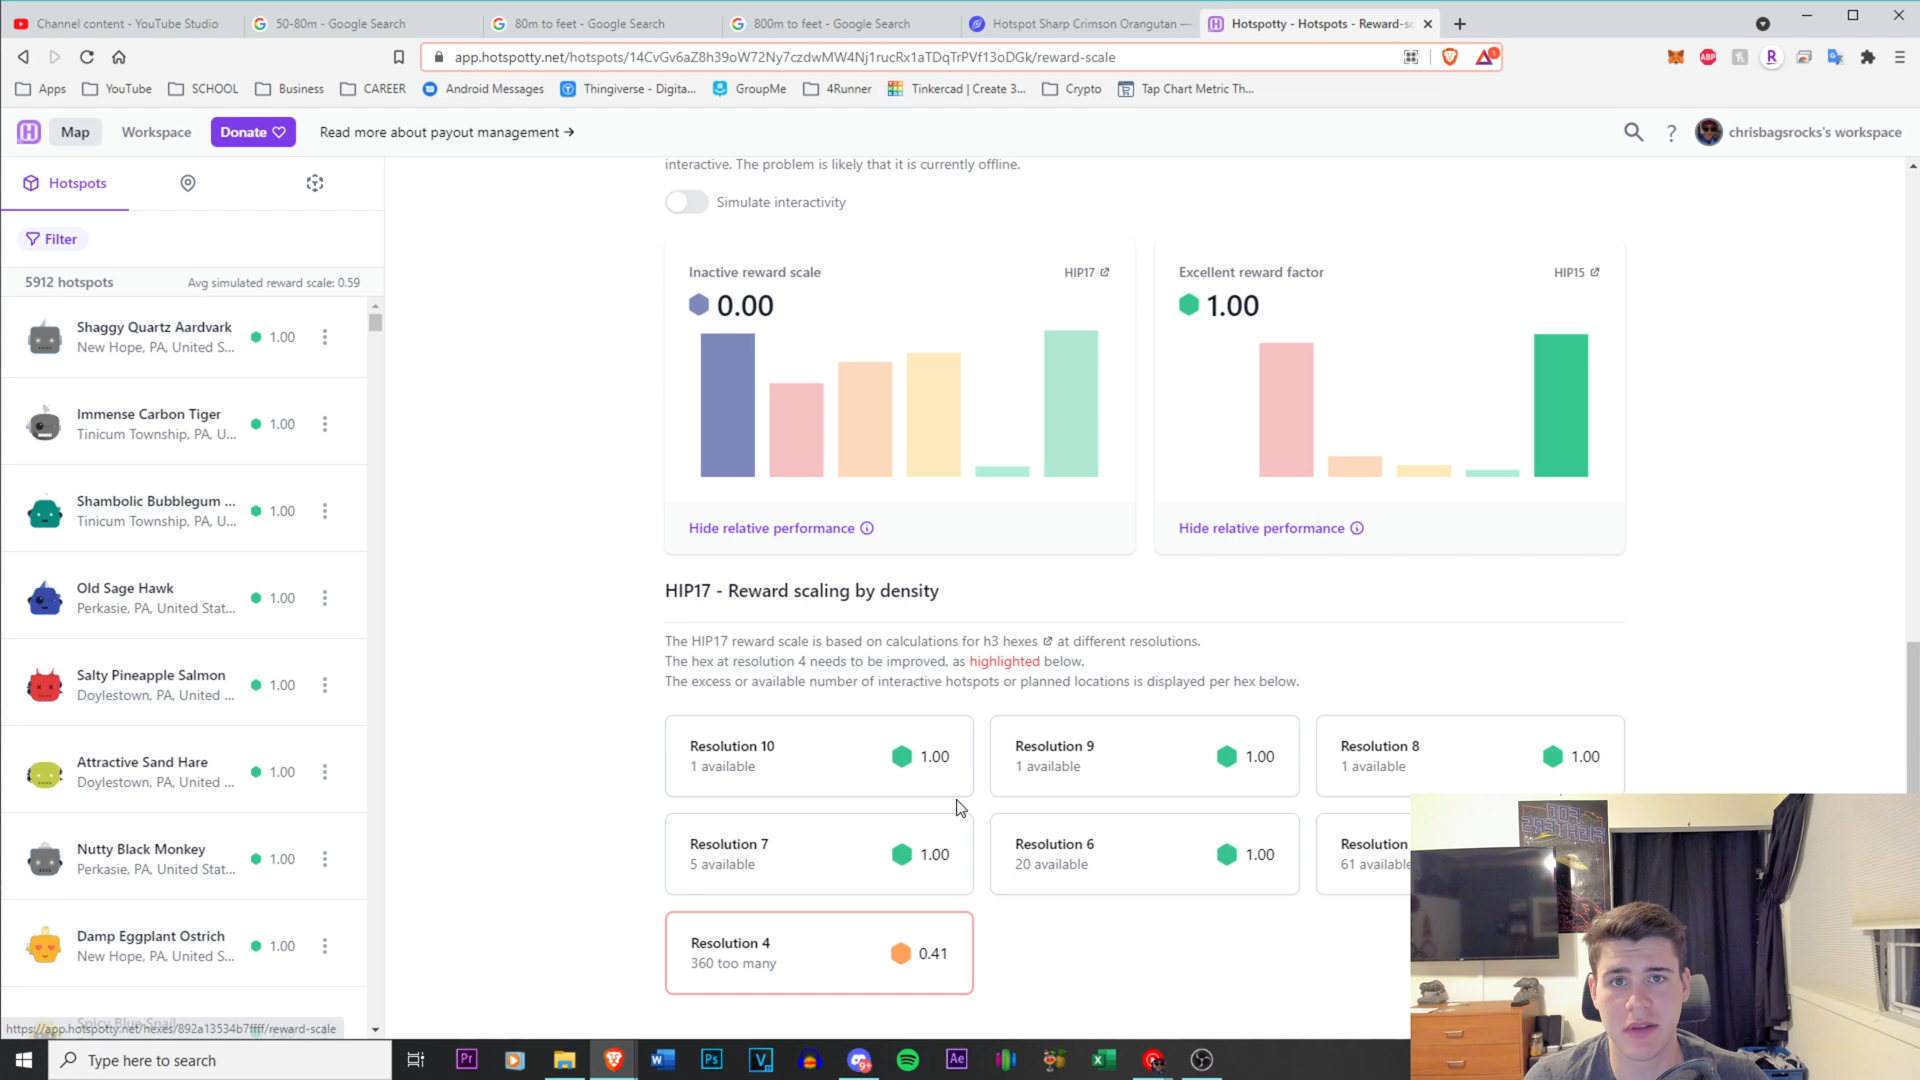 Channel content - YouTube Studio
50-80m - Google Search
80m to feet - Google Search
800m to feet - Google Search
Hotspot Sharp Crimson Orangutan —
Hotspotty - Hotspots - Reward-sc
app.hotspotty.net/hotspots/14CvGv6aZ8h39oW72Ny7czdwMW4Nj1rucRx1aTDqTrPVf13oDGk/reward-scale
Apps
YouTube
SCHOOL
Business
CAREER
Android Messages
Thingiverse - Digita...
GroupMe
4Runner
Tinkercad | Create 3...
Crypto
Tap Chart Metric Th...
Map
Workspace
Donate
Read more about payout management →
chrisbagsrocks's workspace
Hotspots
Filter
5912 hotspots
Avg simulated reward scale: 0.59
Shaggy Quartz Aardvark
New Hope, PA, United S...
1.00
Immense Carbon Tiger
Tinicum Township, PA, U...
1.00
Shambolic Bubblegum ...
Tinicum Township, PA, U...
1.00
Old Sage Hawk
Perkasie, PA, United Stat...
1.00
Salty Pineapple Salmon
Doylestown, PA, United ...
1.00
Attractive Sand Hare
Doylestown, PA, United ...
1.00
Nutty Black Monkey
Perkasie, PA, United Stat...
1.00
Damp Eggplant Ostrich
New Hope, PA, United S...
1.00
Spicy Blue Snail
https://app.hotspotty.net/hexes/892a13534b7ffff/reward-scale
interactive. The problem is likely that it is currently offline.
Simulate interactivity
Inactive reward scale
HIP17
0.00
Hide relative performance
Excellent reward factor
HIP15
1.00
Hide relative performance
HIP17 - Reward scaling by density
The HIP17 reward scale is based on calculations for h3 hexes at different resolutions.
The hex at resolution 4 needs to be improved, as highlighted below.
The excess or available number of interactive hotspots or planned locations is displayed per hex below.
Resolution 10
1 available
1.00
Resolution 9
1 available
1.00
Resolution 8
1 available
1.00
Resolution 7
5 available
1.00
Resolution 6
20 available
1.00
Resolution
61 available
Resolution 4
360 too many
0.41
FOO
FIGHTERS
Type here to search